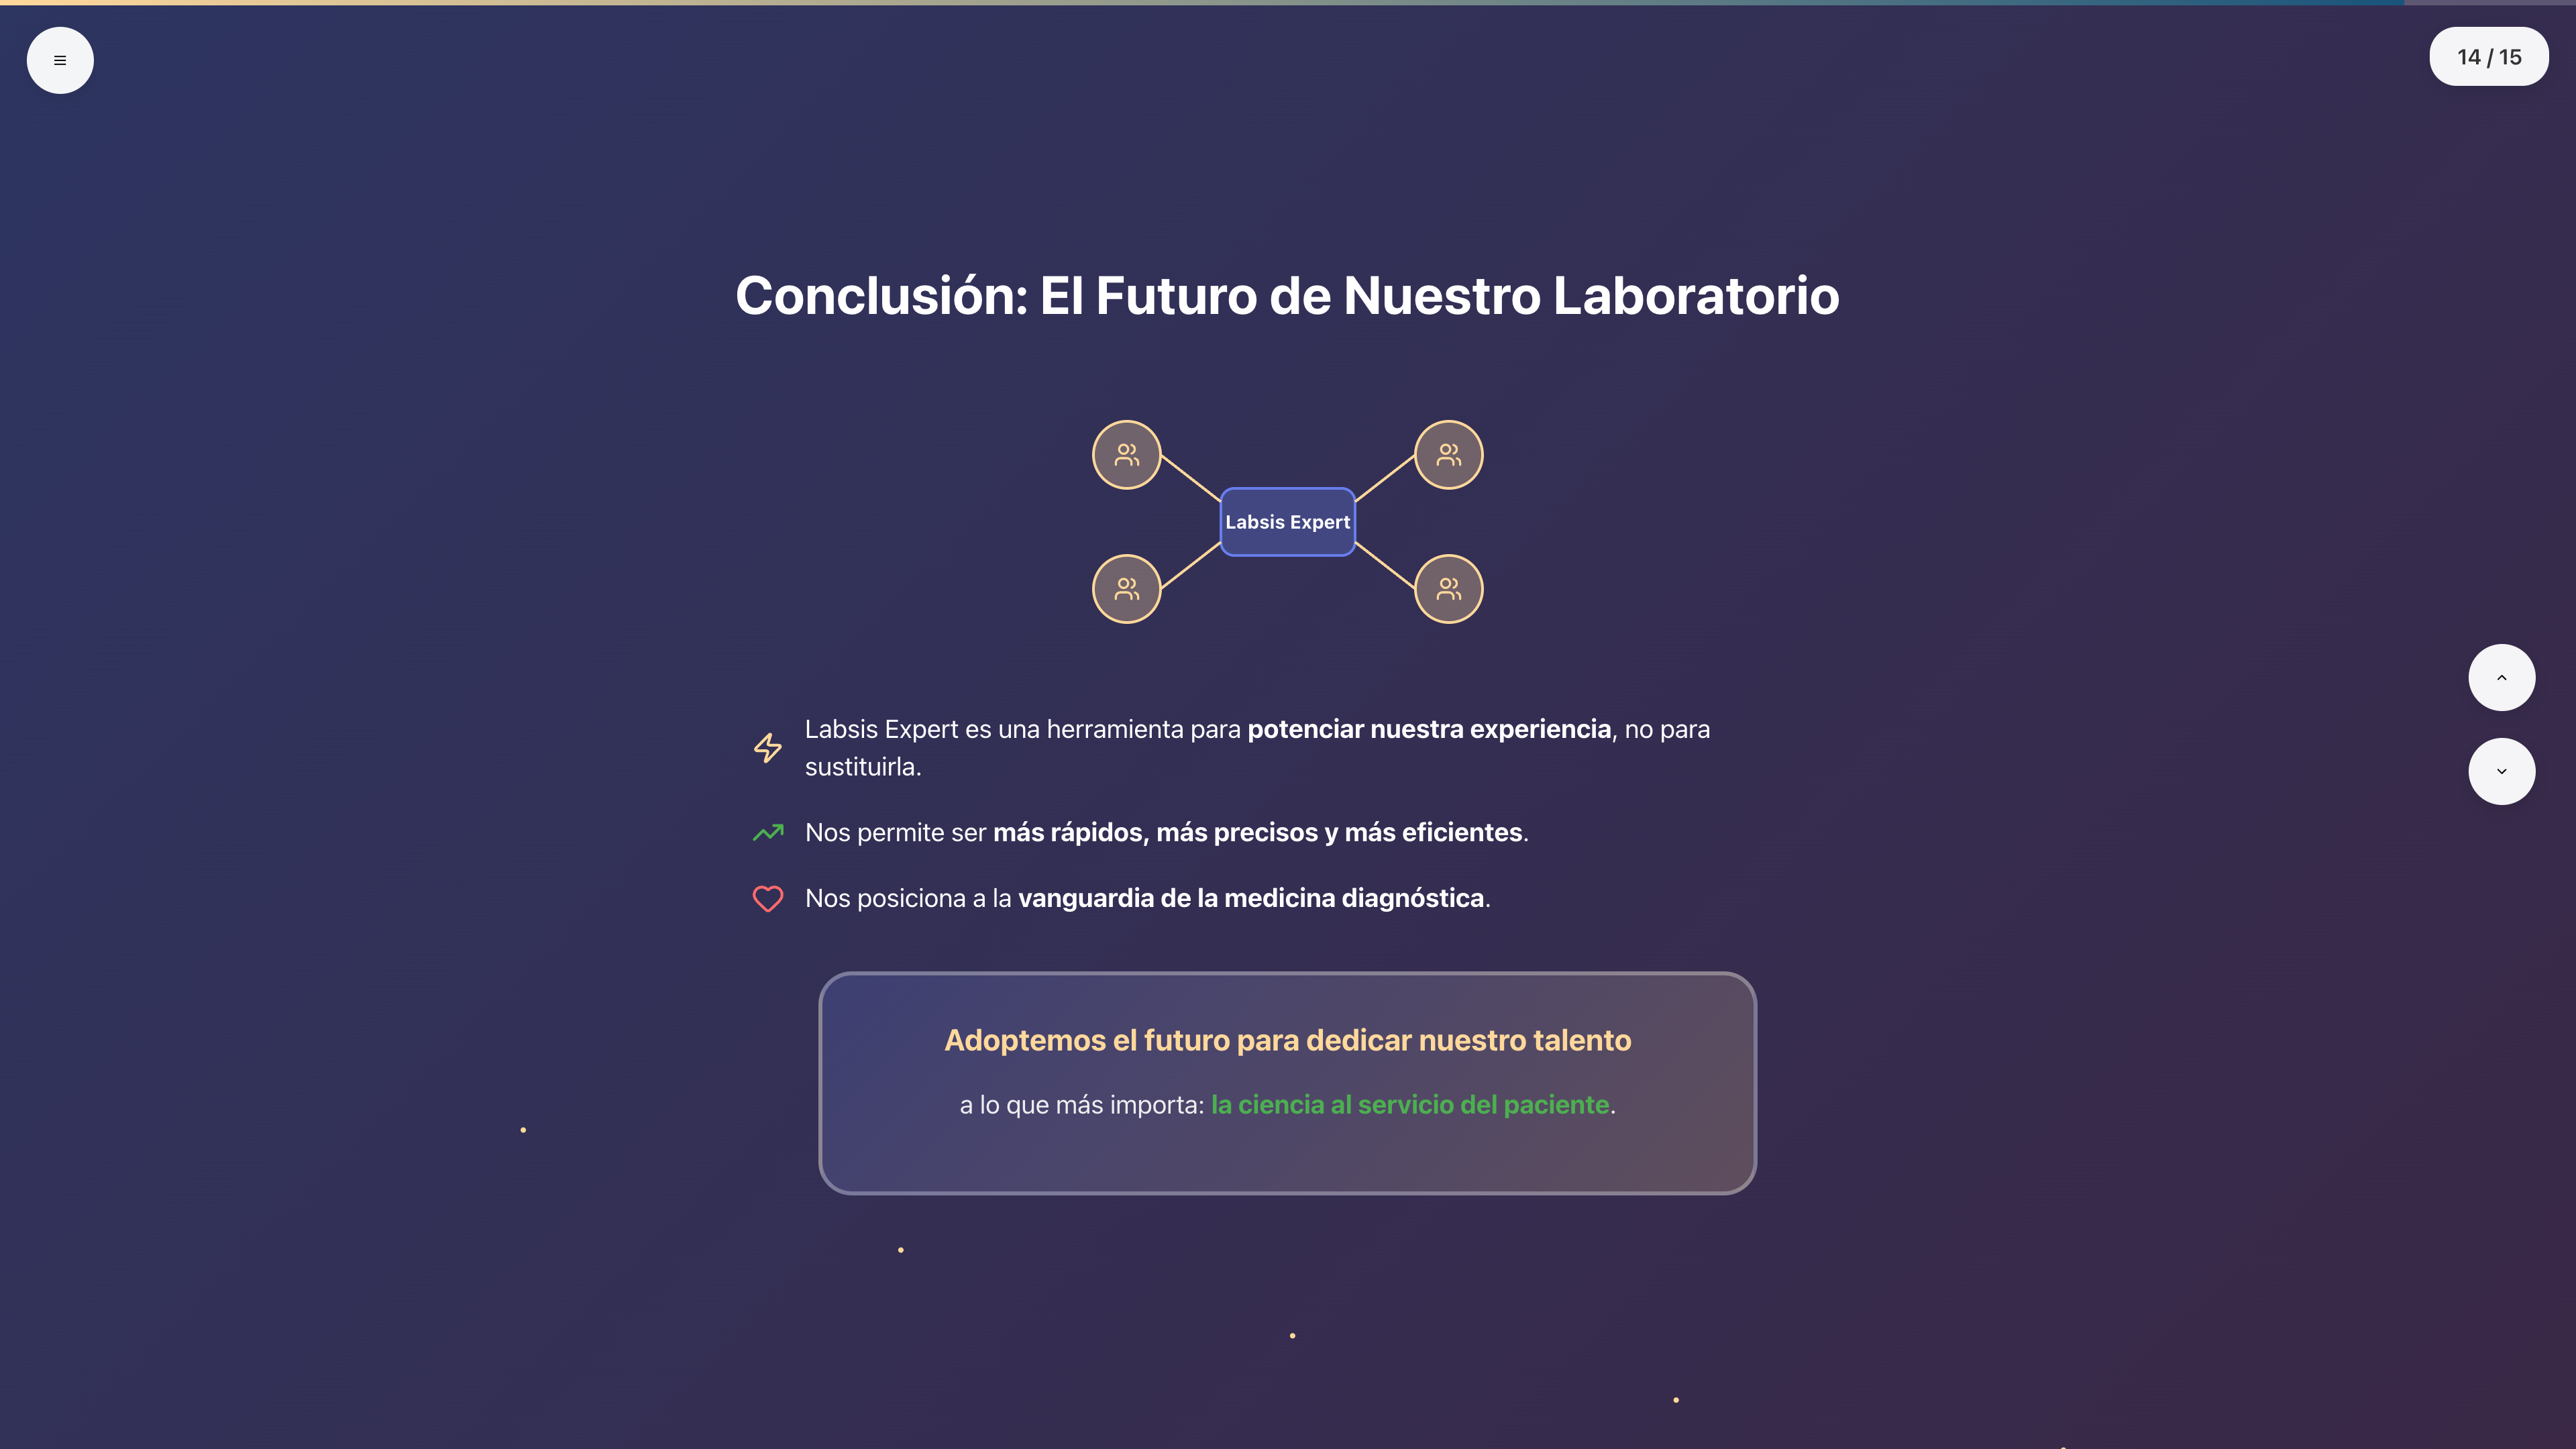 14 / 15
Conclusión: El Futuro de Nuestro Laboratorio
Labsis Expert
Labsis Expert es una herramienta para potenciar nuestra experiencia, no para
sustituirla.
Nos permite ser más rápidos, más precisos y más eficientes.
Nos posiciona a la vanguardia de la medicina diagnóstica.
Adoptemos el futuro para dedicar nuestro talento
a lo que más importa: la ciencia al servicio del paciente.